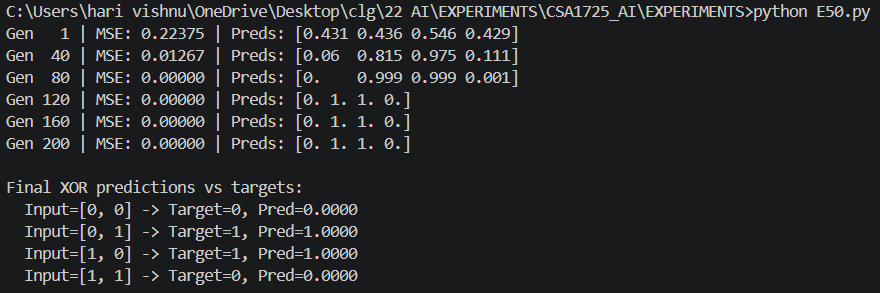 C:\Users\hari vishnu\OneDrive\Desktop\clg\22 AI\EXPERIMENTS\CSA1725_AI\EXPERIMENTS>python E50.py
Gen   1 | MSE: 0.22375 | Preds: [0.431 0.436 0.546 0.429]
Gen  40 | MSE: 0.01267 | Preds: [0.06  0.815 0.975 0.111]
Gen  80 | MSE: 0.00000 | Preds: [0.    0.999 0.999 0.001]
Gen 120 | MSE: 0.00000 | Preds: [0. 1. 1. 0.]
Gen 160 | MSE: 0.00000 | Preds: [0. 1. 1. 0.]
Gen 200 | MSE: 0.00000 | Preds: [0. 1. 1. 0.]
Final XOR predictions vs targets:
  Input=[0, 0] -> Target=0, Pred=0.0000
  Input=[0, 1] -> Target=1, Pred=1.0000
  Input=[1, 0] -> Target=1, Pred=1.0000
  Input=[1, 1] -> Target=0, Pred=0.0000